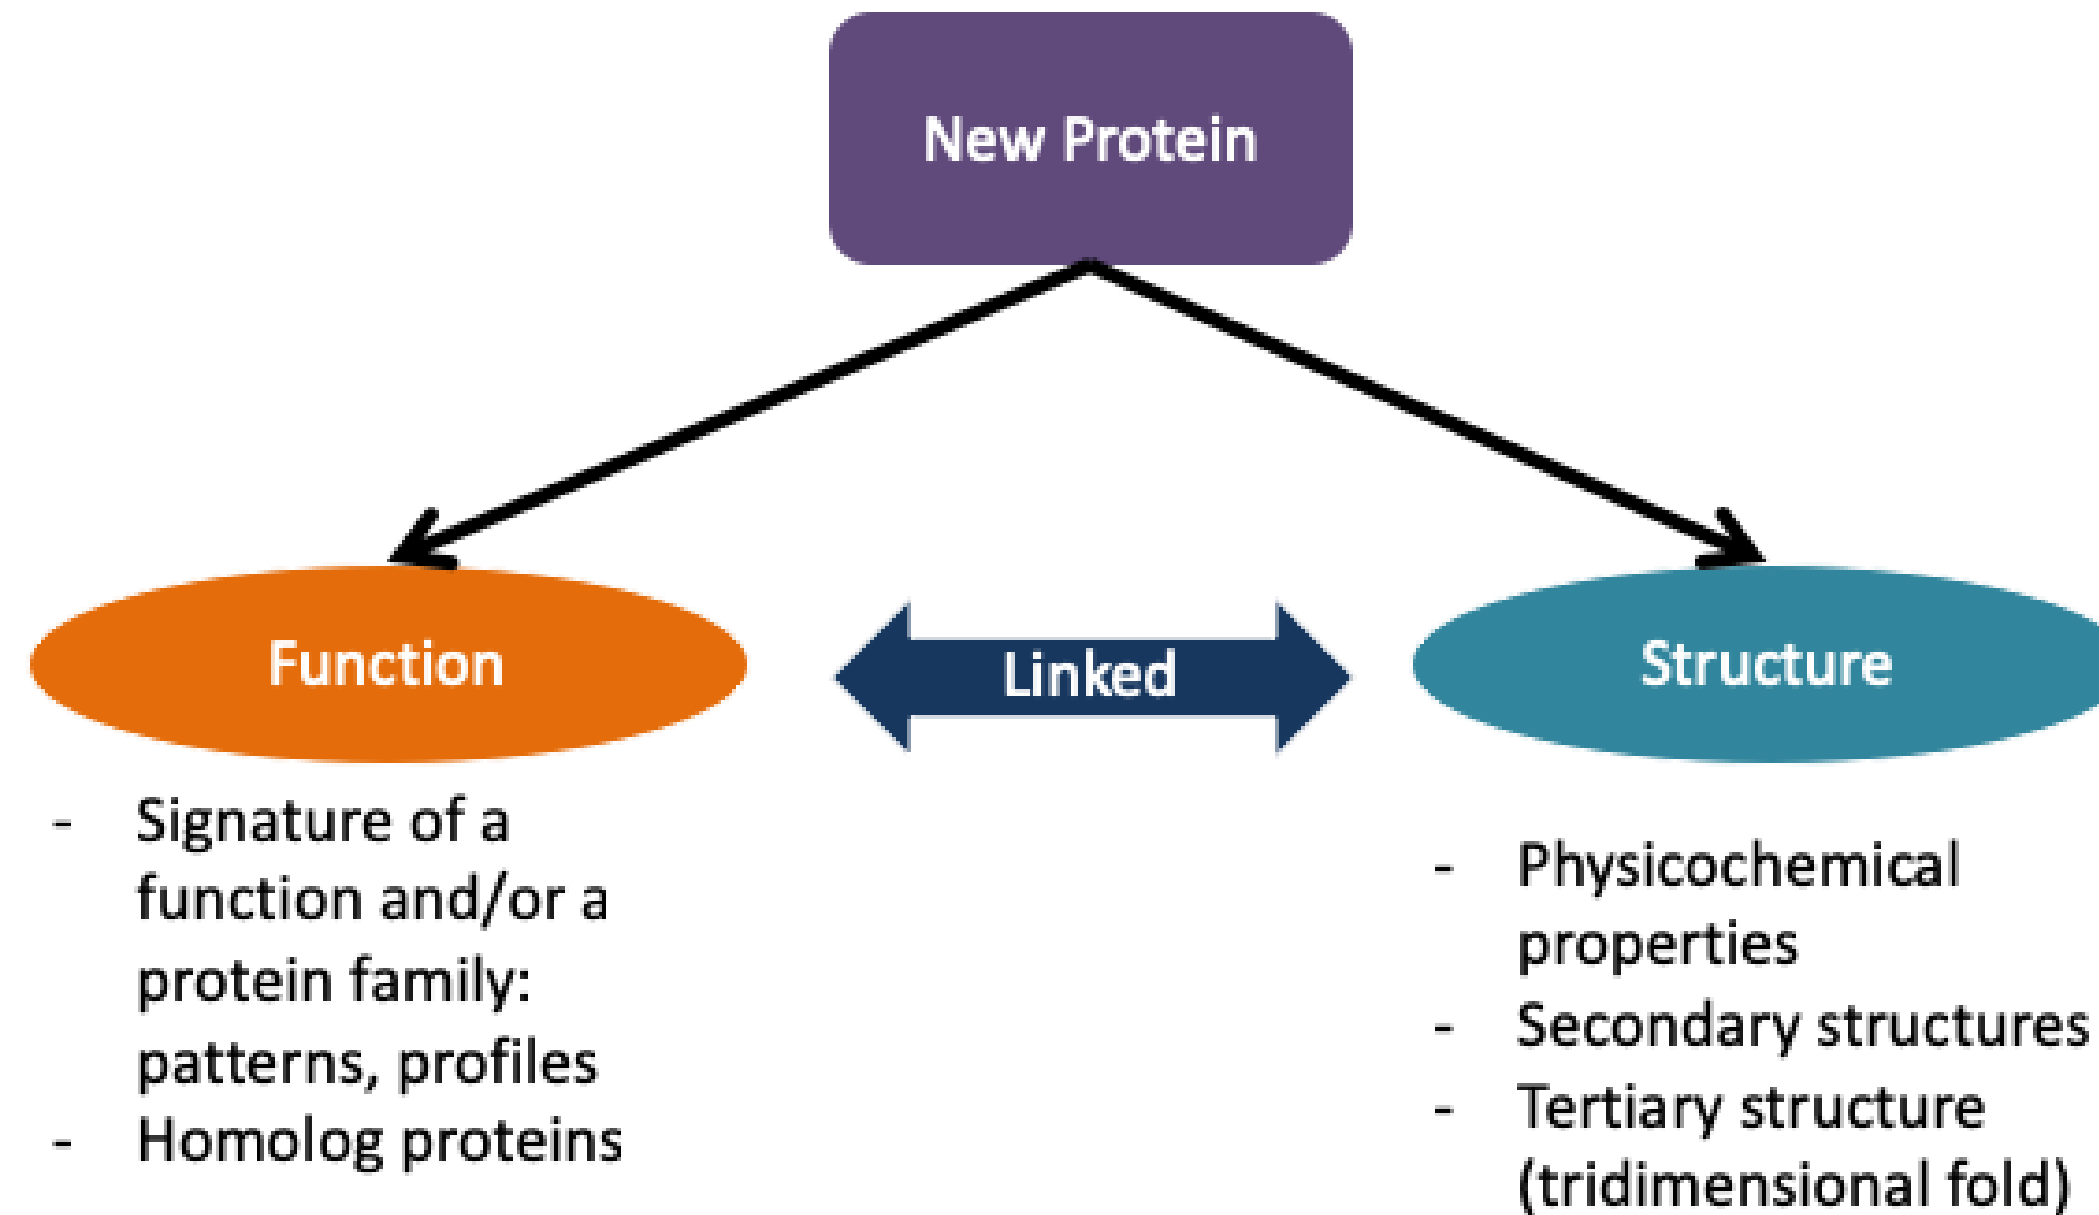 New Protein
Function
Linked
Structure
- Signature of a
function and/or a
protein family:
patterns, profiles
- Homolog proteins
- Physicochemical
properties
- Secondary structures
- Tertiary structure
(tridimensional fold)